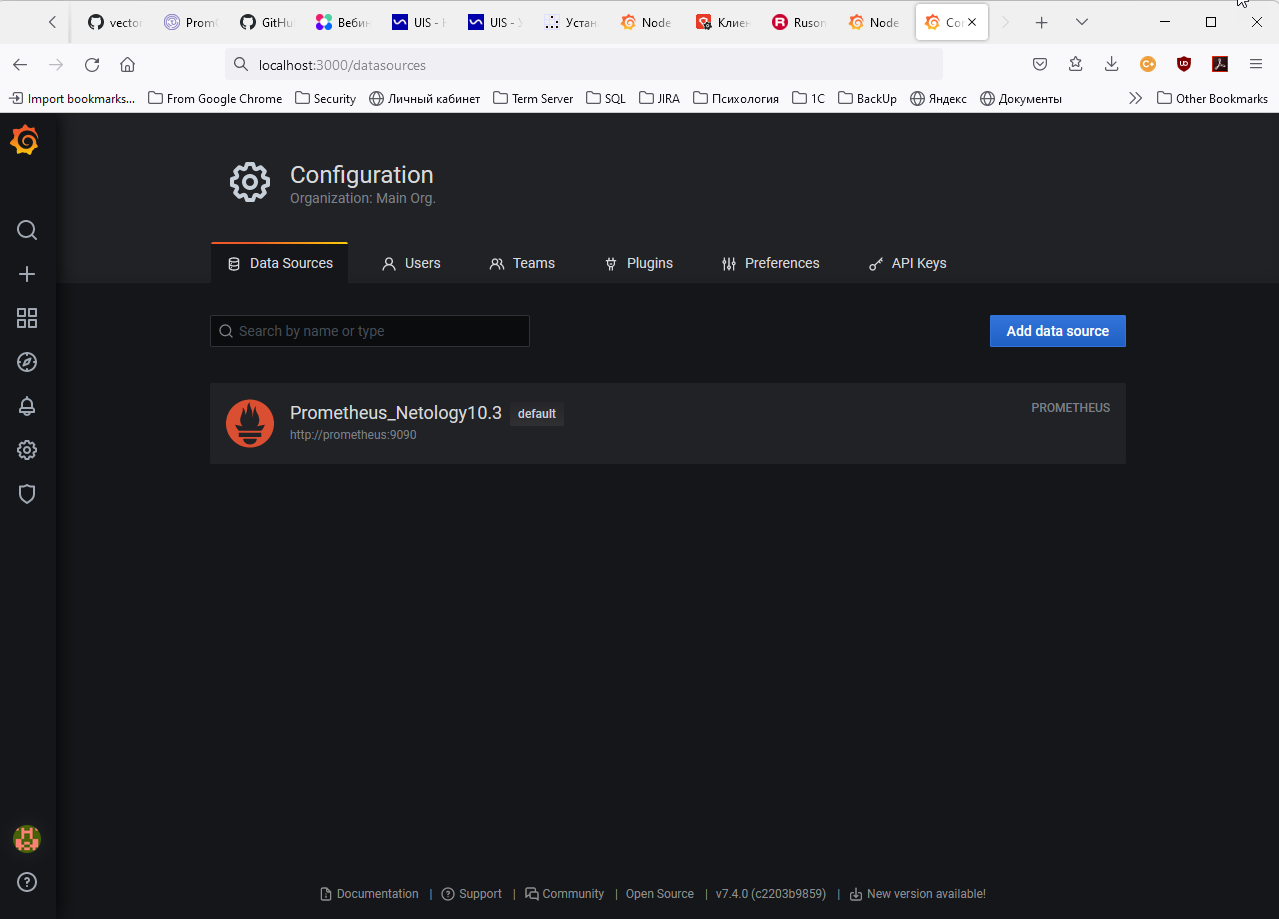 vector
PromQ
GitHu
Вебин
UIS -
UIS -
Устан
Node
Клиен
Ruson
Node
Con
localhost:3000/datasources
Import bookmarks...
From Google Chrome
Security
Личный кабинет
Term Server
SQL
JIRA
Психология
1C
BackUp
Яндекс
Документы
Other Bookmarks
Configuration
Organization: Main Org.
Data Sources
Users
Teams
Plugins
Preferences
API Keys
Search by name or type
Add data source
Prometheus_Netology10.3
default
PROMETHEUS
http://prometheus:9090
Documentation | Support | Community | Open Source | v7.4.0 (c2203b9859) | New version available!